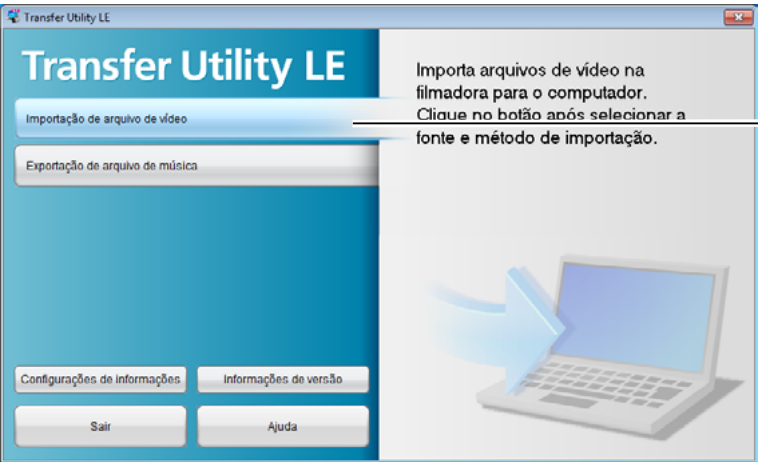 Transfer Utility LE
Transfer Utility LE
Importação de arquivo de vídeo
Exportação de arquivo de música
Configurações de informações
Informações de versão
Sair
Ajuda
Importa arquivos de vídeo na
filmadora para o computador.
Clique no botão após selecionar a
fonte e método de importação.